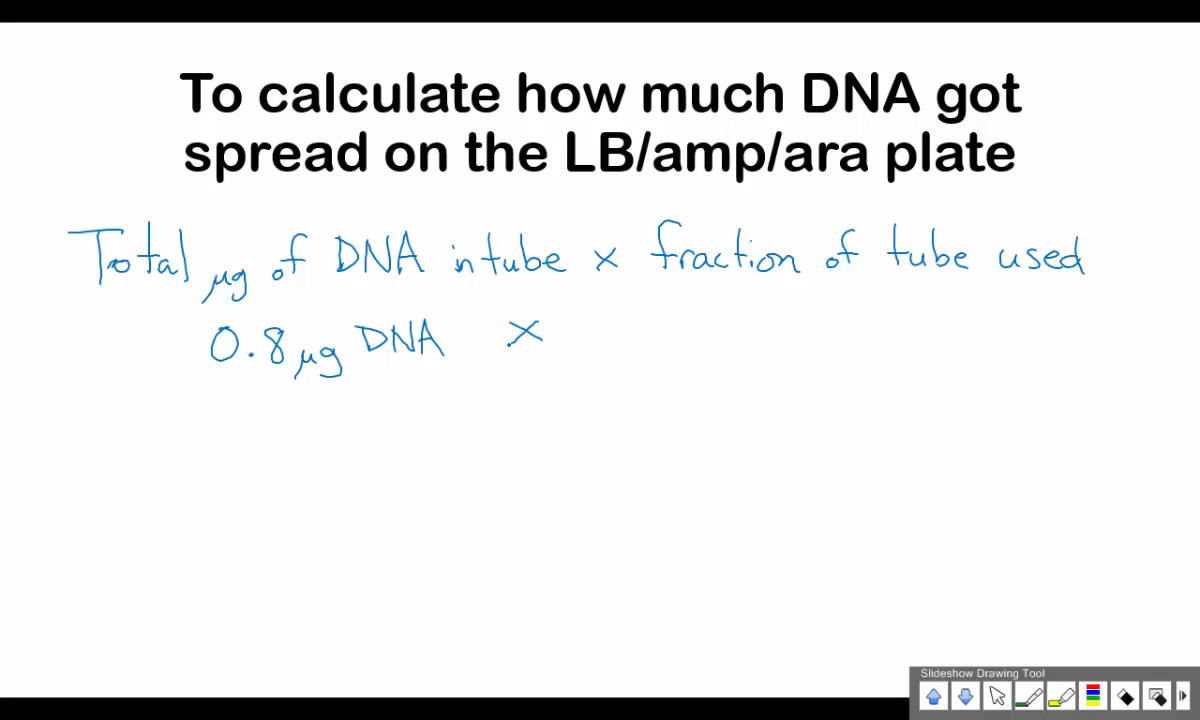 To calculate how much DNA got
spread on the LB/amp/ara plate
Total µg of DNA in tube x fraction of tube used
0.8 µg DNA x
Slideshow Drawing Tool